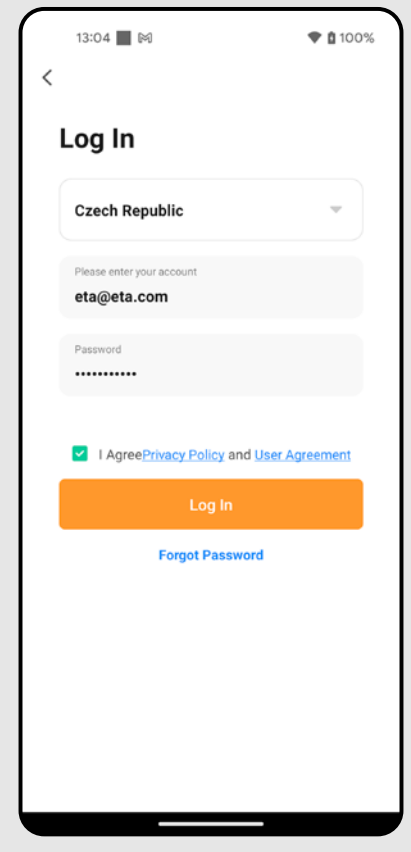 13:04 100%
Log In
Czech Republic
Please enter your account
eta@eta.com
Password
•••••••••••
I AgreePrivacy Policy and User Agreement
Log In
Forgot Password